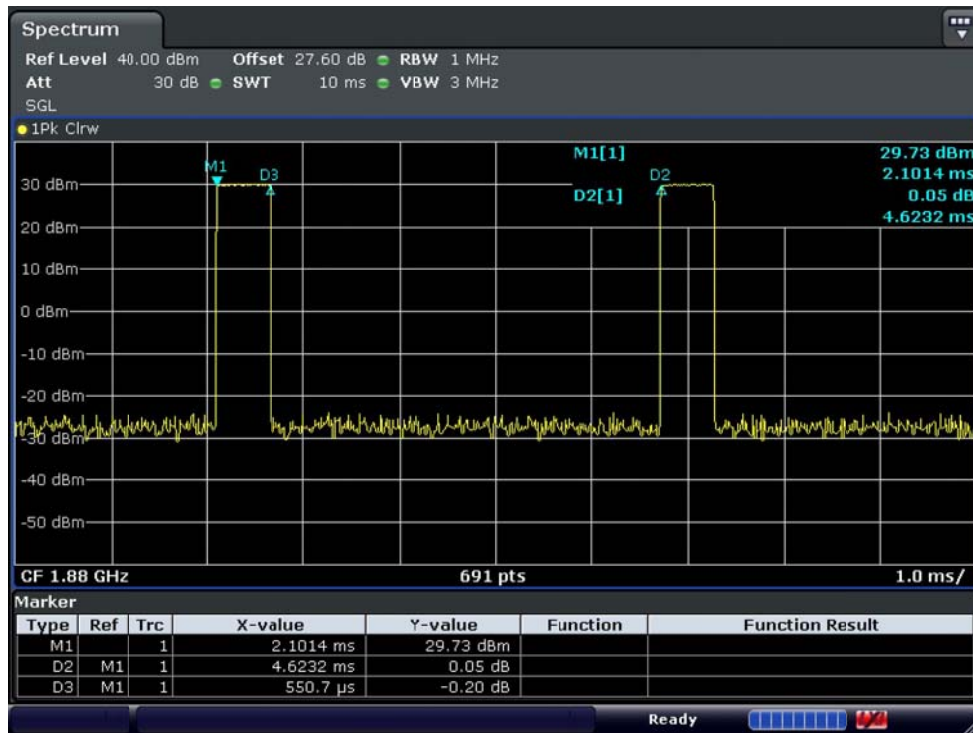 Spectrum
Ref Level 40.00 dBm Offset 27.60 dB RBW 1 MHz
Att 30 dB SWT 10 ms VBW 3 MHz
SGL
1Pk Clrw
M1[1] 29.73 dBm
2.1014 ms
D2[1] 0.05 dB
4.6232 ms
M1
D3
D2
30 dBm
20 dBm
10 dBm
0 dBm
-10 dBm
-20 dBm
-30 dBm
-40 dBm
-50 dBm
CF 1.88 GHz 691 pts 1.0 ms/
Marker
Type Ref Trc X-value Y-value Function Function Result
M1 1 2.1014 ms 29.73 dBm
D2 M1 1 4.6232 ms 0.05 dB
D3 M1 1 550.7 µs -0.20 dB
Ready